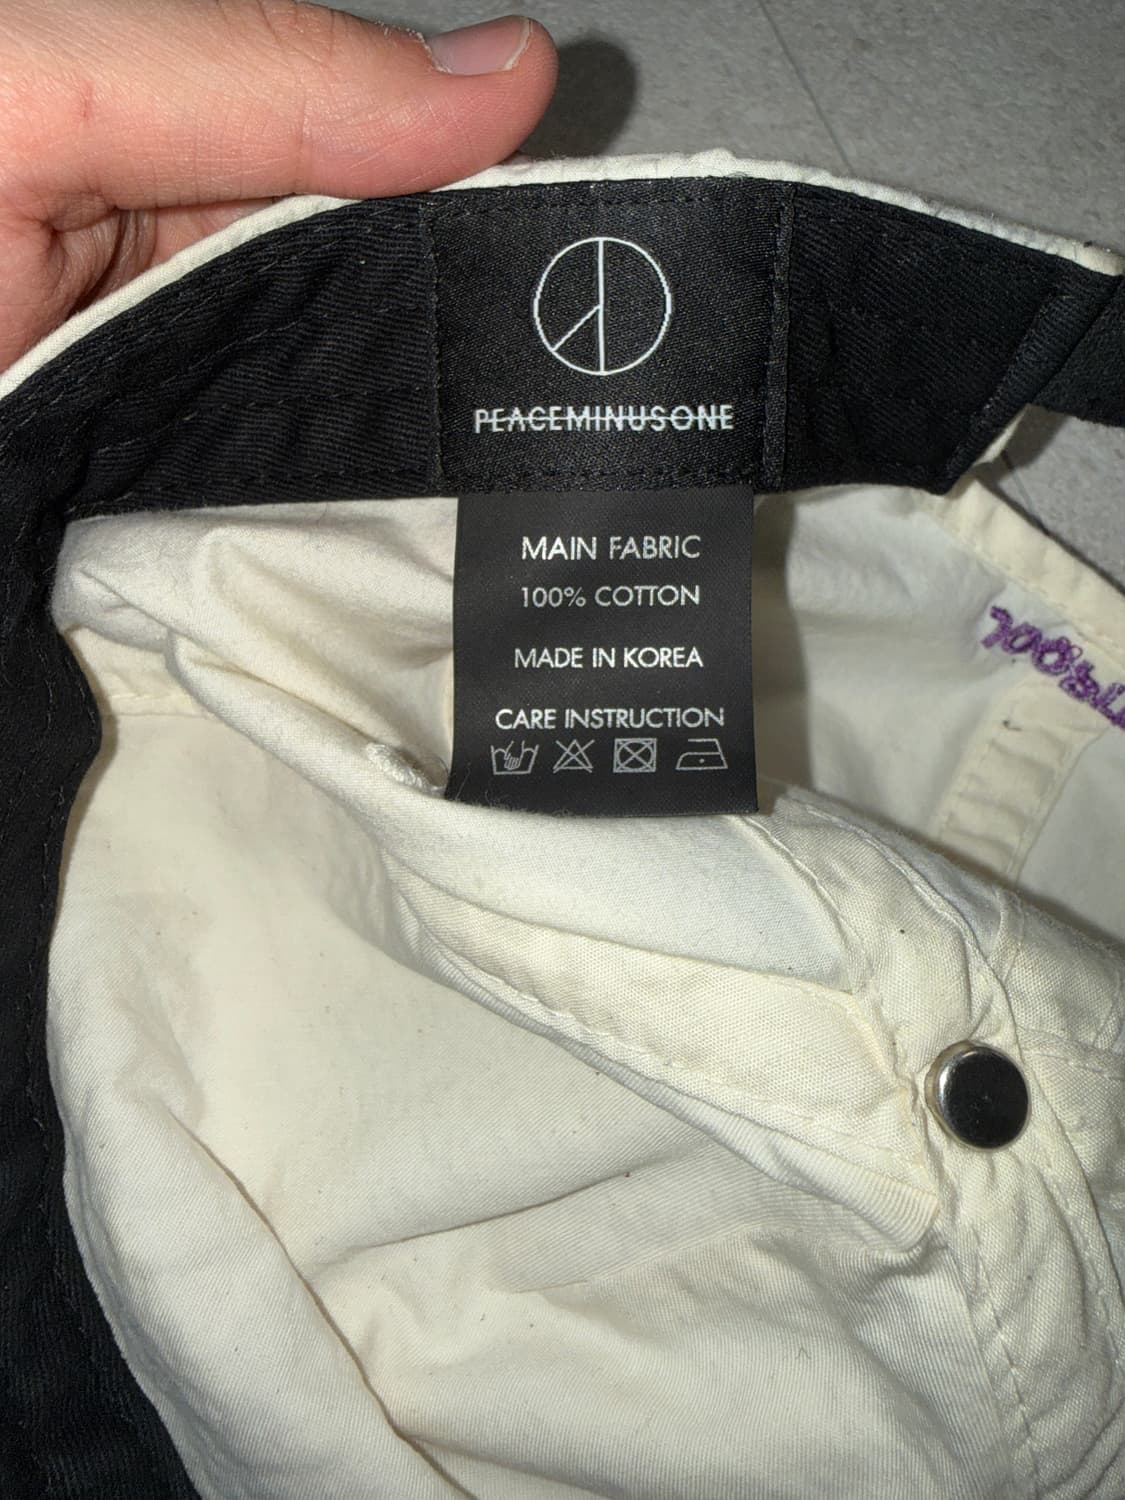 PEACEMINUSONE
MAIN FABRIC
100% COTTON
MADE IN KOREA
CARE INSTRUCTION